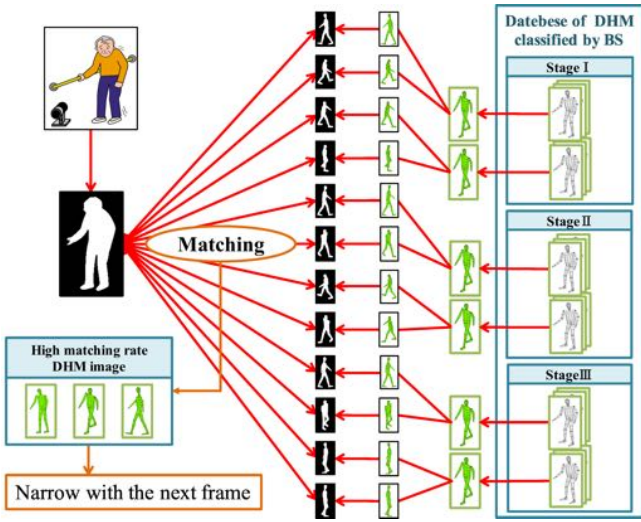 Datebese of DHM
classified by BS
Stage I
Stage II
Stage III
Matching
High matching rate
DHM image
Narrow with the next frame